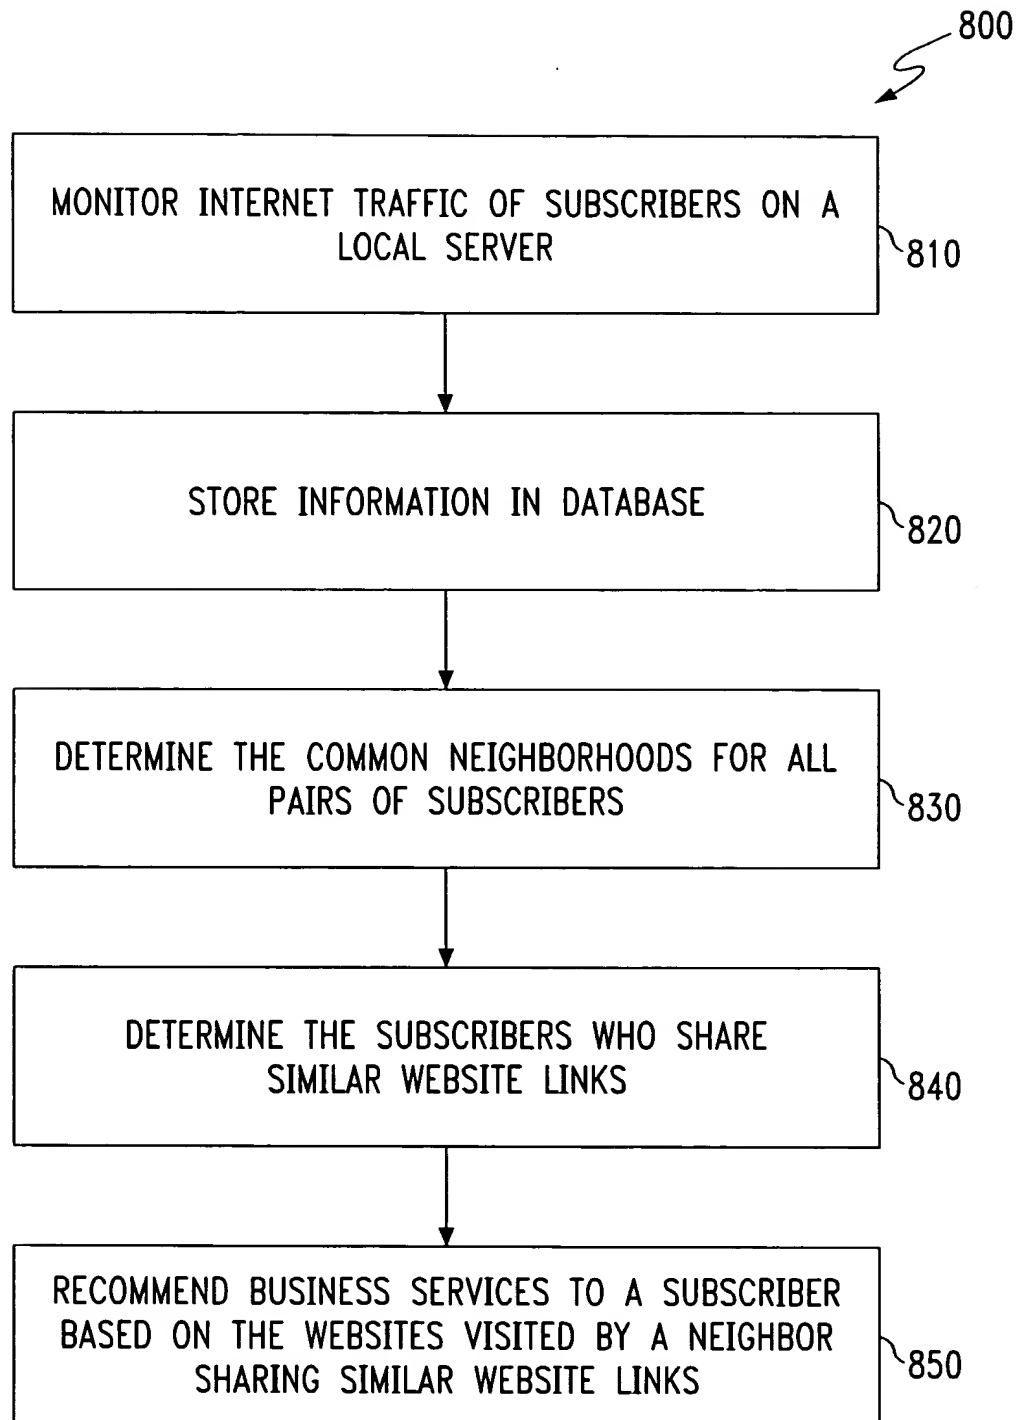 800
MONITOR INTERNET TRAFFIC OF SUBSCRIBERS ON A
LOCAL SERVER
810
STORE INFORMATION IN DATABASE
820
DETERMINE THE COMMON NEIGHBORHOODS FOR ALL
PAIRS OF SUBSCRIBERS
830
DETERMINE THE SUBSCRIBERS WHO SHARE
SIMILAR WEBSITE LINKS
840
RECOMMEND BUSINESS SERVICES TO A SUBSCRIBER
BASED ON THE WEBSITES VISITED BY A NEIGHBOR
SHARING SIMILAR WEBSITE LINKS
850